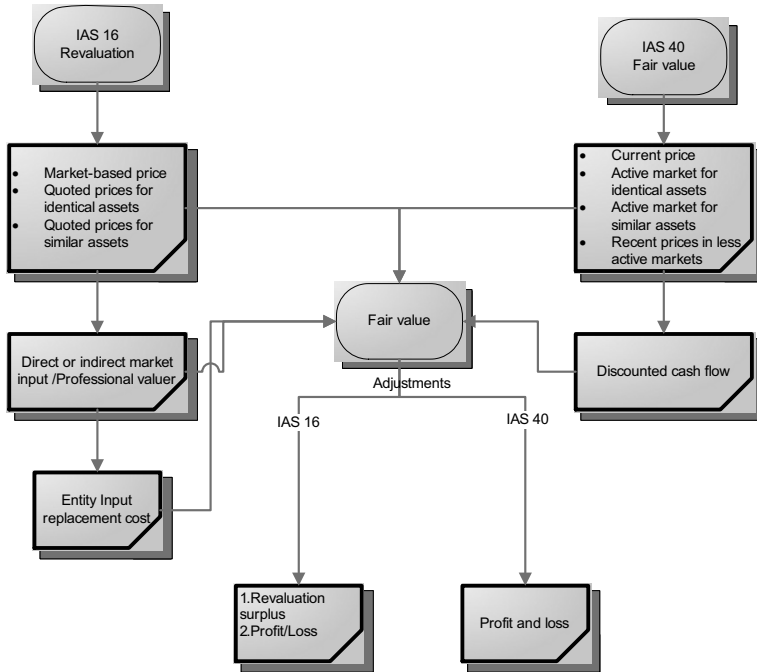 IAS 16
Revaluation
IAS 40
Fair value
• Market-based price
• Quoted prices for
identical assets
• Quoted prices for
similar assets
• Current price
• Active market for
identical assets
• Active market for
similar assets
• Recent prices in less
active markets
Fair value
Direct or indirect market
input /Professional valuer
Discounted cash flow
Adjustments
IAS 16
IAS 40
Entity Input
replacement cost
1.Revaluation
surplus
2.Profit/Loss
Profit and loss